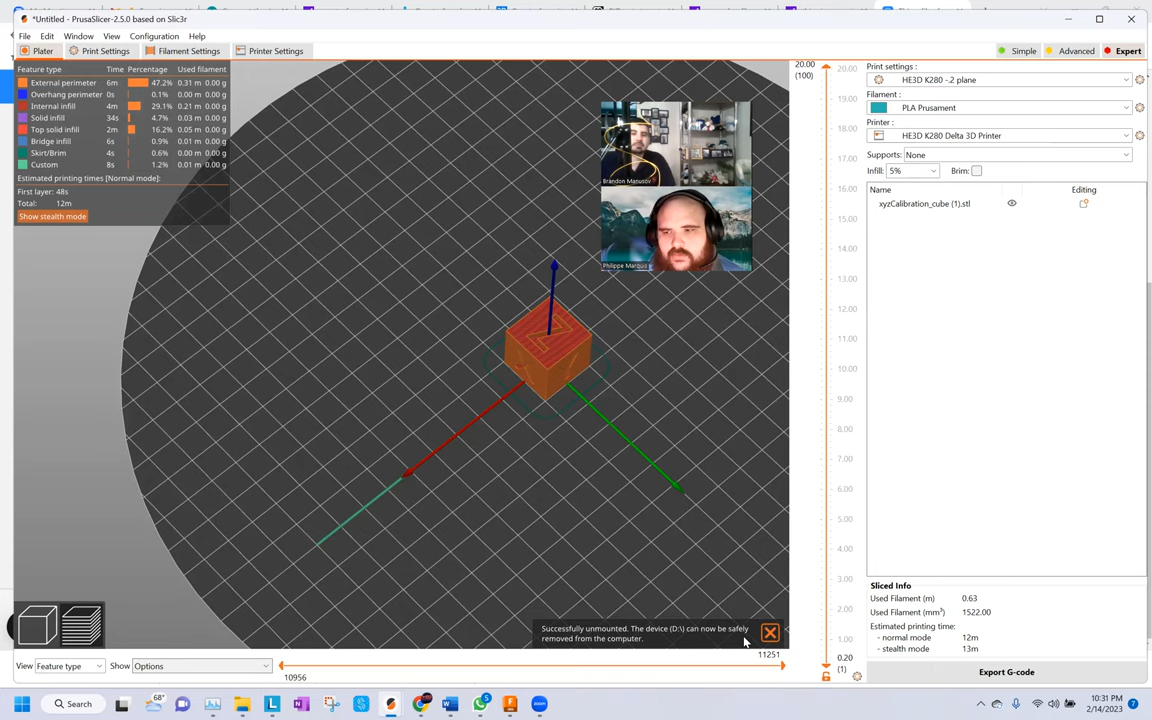 *Untitled - PrusaSlicer-2.5.0 based on Slic3r
File Edit Window View Configuration Help
Plater Print Settings Filament Settings Printer Settings Simple Advanced Expert
Feature type Time Percentage Used filament
External perimeter 6m 47.2% 0.31 m 0.00 g
Overhang perimeter 0s 0.1% 0.00 m 0.00 g
Internal infill 4m 29.1% 0.21 m 0.00 g
Solid infill 34s 4.7% 0.03 m 0.00 g
Top solid infill 2m 16.2% 0.05 m 0.00 g
Bridge infill 6s 0.9% 0.01 m 0.00 g
Skirt/Brim 4s 0.6% 0.00 m 0.00 g
Custom 8s 1.2% 0.01 m 0.00 g
Estimated printing times [Normal mode]:
First layer: 48s
Total: 12m
Show stealth mode
Brandon Manusov
Philippe Marquis
Z
20.00
(100)
20.00
19.00
18.00
17.00
16.00
15.00
14.00
13.00
12.00
11.00
10.00
9.00
8.00
7.00
6.00
5.00
4.00
3.00
2.00
1.00
0.20
(1)
Print settings :
HE3D K280 -.2 plane
Filament :
PLA Prusament
Printer :
HE3D K280 Delta 3D Printer
Supports: None
Infill: 5% Brim:
Name Editing
xyzCalibration_cube (1).stl
Sliced Info
Used Filament (m) 0.63
Used Filament (mm³) 1522.00
Estimated printing time:
- normal mode 12m
- stealth mode 13m
Export G-code
Successfully unmounted. The device (D:\) can now be safely
removed from the computer.
View Feature type Show Options
11251
10956
Search
68°
5
10:31 PM
2/14/2023
7